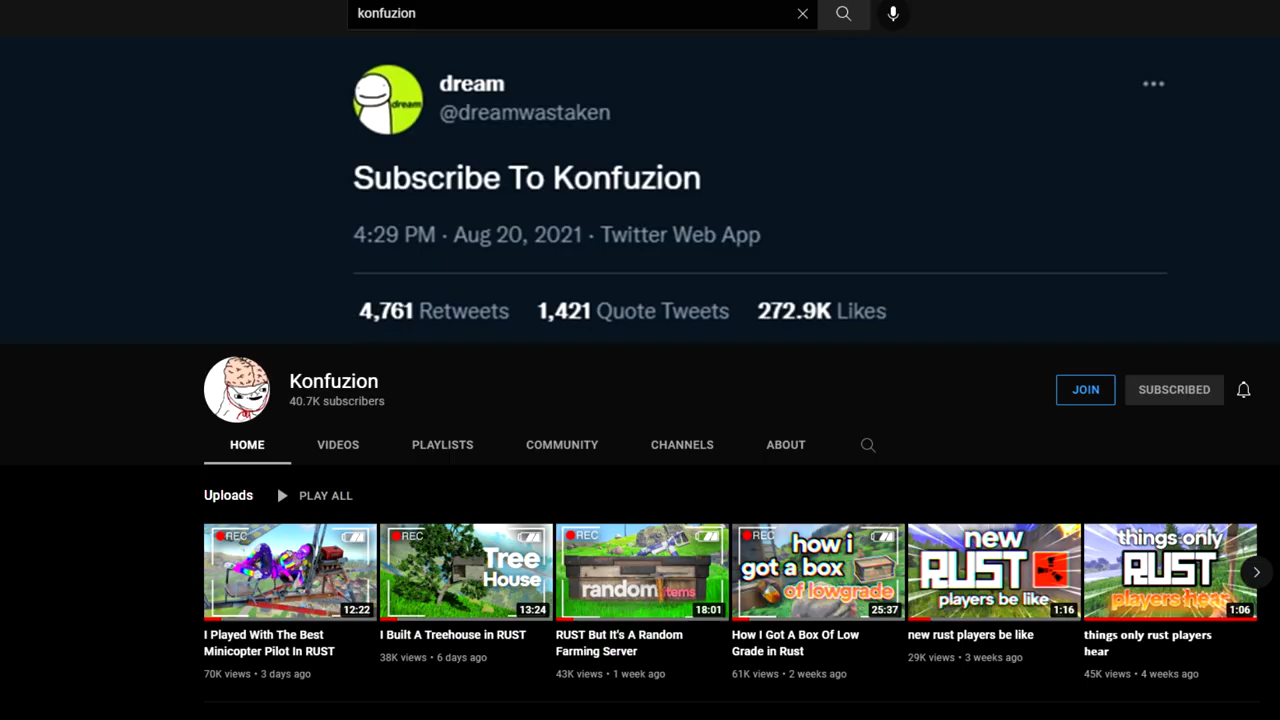 konfuzion
dream
dream
@dreamwastaken
Subscribe To Konfuzion
4:29 PM · Aug 20, 2021 · Twitter Web App
4,761 Retweets 1,421 Quote Tweets 272.9K Likes
Konfuzion
40.7K subscribers
JOIN SUBSCRIBED
HOME VIDEOS PLAYLISTS COMMUNITY CHANNELS ABOUT
Uploads PLAY ALL
REC
12:22
I Played With The Best
Minicopter Pilot In RUST
70K views • 3 days ago
REC
Tree
House
13:24
I Built A Treehouse in RUST
38K views • 6 days ago
REC
random items
18:01
RUST But It's A Random
Farming Server
43K views • 1 week ago
REC
how i
got a box
of lowgrade
25:37
How I Got A Box Of Low
Grade in Rust
61K views • 2 weeks ago
new
RUST
players be like
1:16
new rust players be like
29K views • 3 weeks ago
things only
RUST
players hear
1:06
things only rust players
hear
45K views • 4 weeks ago